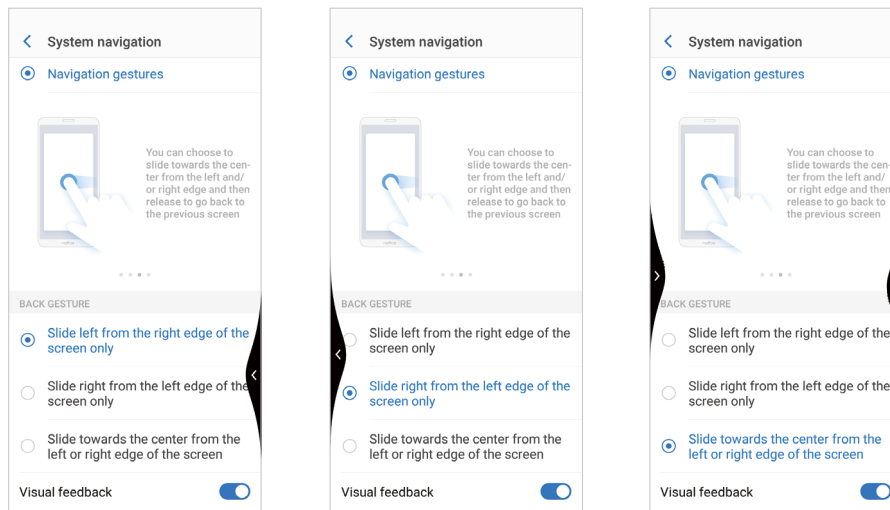 System navigation
Navigation gestures
You can choose to
slide towards the cen-
ter from the left and/
or right edge and then
release to go back to
the previous screen
BACK GESTURE
Slide left from the right edge of the
screen only
Slide right from the left edge of the
screen only
Slide towards the center from the
left or right edge of the screen
Visual feedback
System navigation
Navigation gestures
You can choose to
slide towards the cen-
ter from the left and/
or right edge and then
release to go back to
the previous screen
BACK GESTURE
Slide left from the right edge of the
screen only
Slide right from the left edge of the
screen only
Slide towards the center from the
left or right edge of the screen
Visual feedback
System navigation
Navigation gestures
You can choose to
slide towards the cen-
ter from the left and/
or right edge and then
release to go back to
the previous screen
BACK GESTURE
Slide left from the right edge of the
screen only
Slide right from the left edge of the
screen only
Slide towards the center from the
left or right edge of the screen
Visual feedback